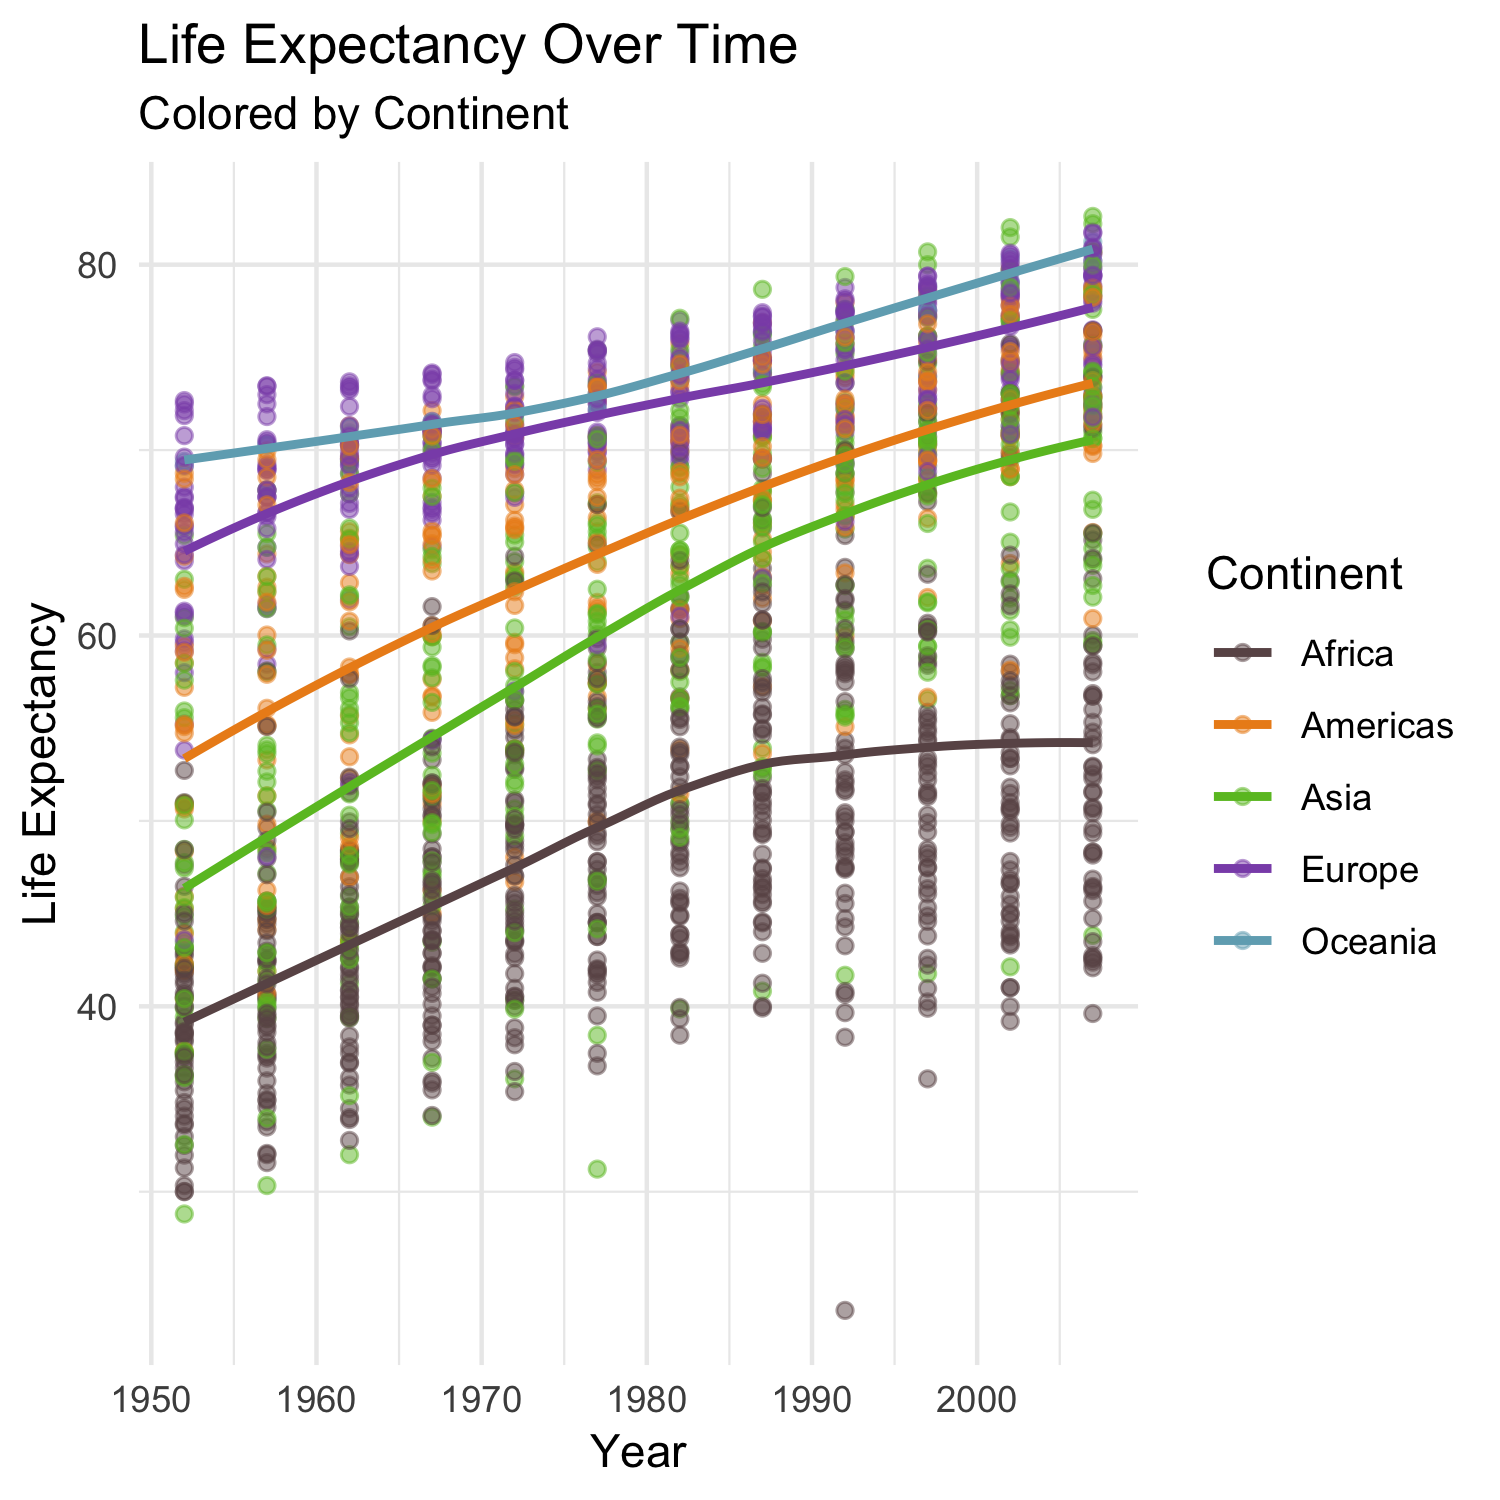 Life Expectancy Over Time
Colored by Continent
80
60
40
Life Expectancy
1950 1960 1970 1980 1990 2000
Year
Continent
Africa
Americas
Asia
Europe
Oceania